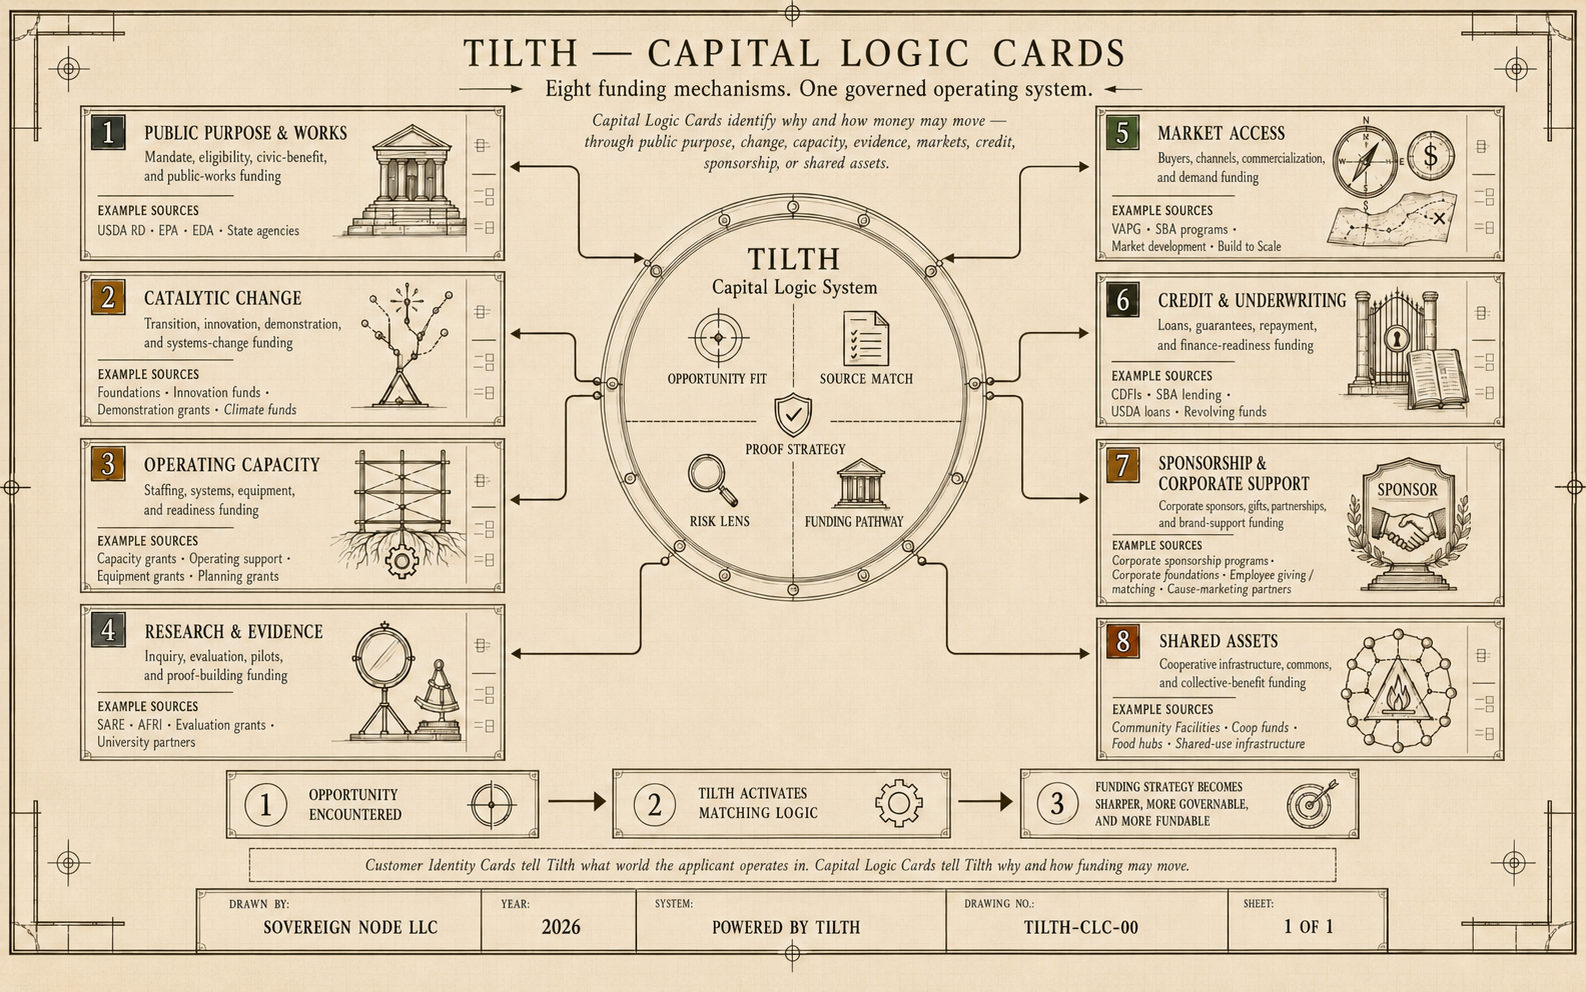 TILTH — CAPITAL LOGIC CARDS
Eight funding mechanisms. One governed operating system.
Capital Logic Cards identify why and how money may move —
through public purpose, change, capacity, evidence, markets, credit,
sponsorship, or shared assets.
1
PUBLIC PURPOSE & WORKS
Mandate, eligibility, civic-benefit,
and public-works funding
EXAMPLE SOURCES
USDA RD • EPA • EDA • State agencies
2
CATALYTIC CHANGE
Transition, innovation, demonstration,
and systems-change funding
EXAMPLE SOURCES
Foundations • Innovation funds •
Demonstration grants • Climate funds
3
OPERATING CAPACITY
Staffing, systems, equipment,
and readiness funding
EXAMPLE SOURCES
Capacity grants • Operating support •
Equipment grants • Planning grants
4
RESEARCH & EVIDENCE
Inquiry, evaluation, pilots,
and proof-building funding
EXAMPLE SOURCES
SARE • AFRI • Evaluation grants •
University partners
TILTH
Capital Logic System
OPPORTUNITY FIT
SOURCE MATCH
PROOF STRATEGY
RISK LENS
FUNDING PATHWAY
5
MARKET ACCESS
Buyers, channels, commercialization,
and demand funding
EXAMPLE SOURCES
VAPG • SBA programs •
Market development • Build to Scale
N
N
W
E
S
S
$
6
CREDIT & UNDERWRITING
Loans, guarantees, repayment,
and finance-readiness funding
EXAMPLE SOURCES
CDFIs • SBA lending •
USDA loans • Revolving funds
7
SPONSORSHIP &
CORPORATE SUPPORT
Corporate sponsors, gifts, partnerships,
and brand-support funding
EXAMPLE SOURCES
Corporate sponsorship programs •
Corporate foundations • Employee giving /
matching • Cause-marketing partners
SPONSOR
8
SHARED ASSETS
Cooperative infrastructure, commons,
and collective-benefit funding
EXAMPLE SOURCES
Community Facilities • Coop funds •
Food hubs • Shared-use infrastructure
1
OPPORTUNITY
ENCOUNTERED
2
TILTH ACTIVATES
MATCHING LOGIC
3
FUNDING STRATEGY BECOMES
SHARPER, MORE GOVERNABLE,
AND MORE FUNDABLE
Customer Identity Cards tell Tilth what world the applicant operates in. Capital Logic Cards tell Tilth why and how funding may move.
DRAWN BY:
SOVEREIGN NODE LLC
YEAR:
2026
SYSTEM:
POWERED BY TILTH
DRAWING NO.:
TILTH-CLC-00
SHEET:
1 OF 1